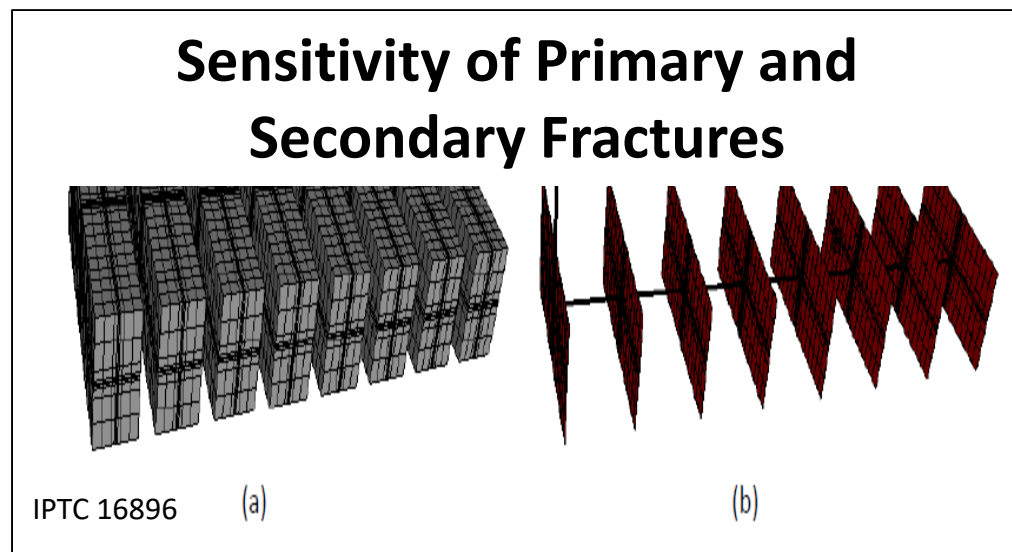 Sensitivity of Primary and
Secondary Fractures
(a)
(b)
IPTC 16896